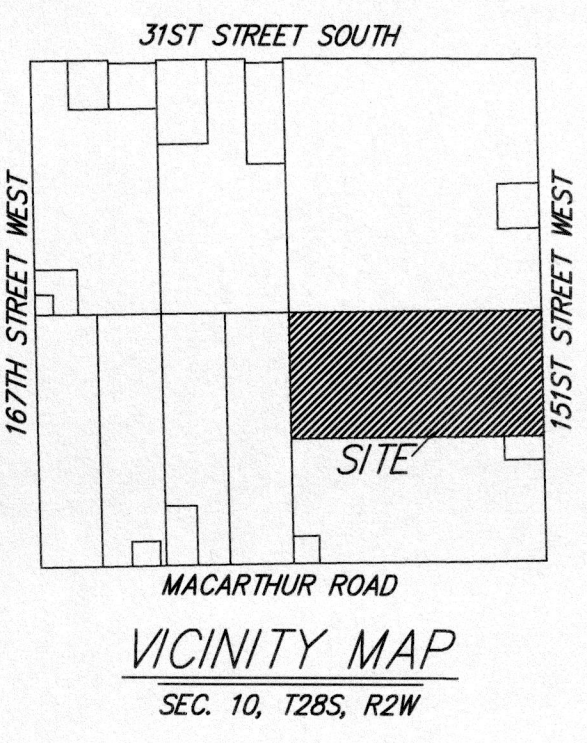 31ST STREET SOUTH
167TH STREET WEST
151ST STREET WEST
SITE
MACARTHUR ROAD
VICINITY MAP
SEC. 10, T28S, R2W